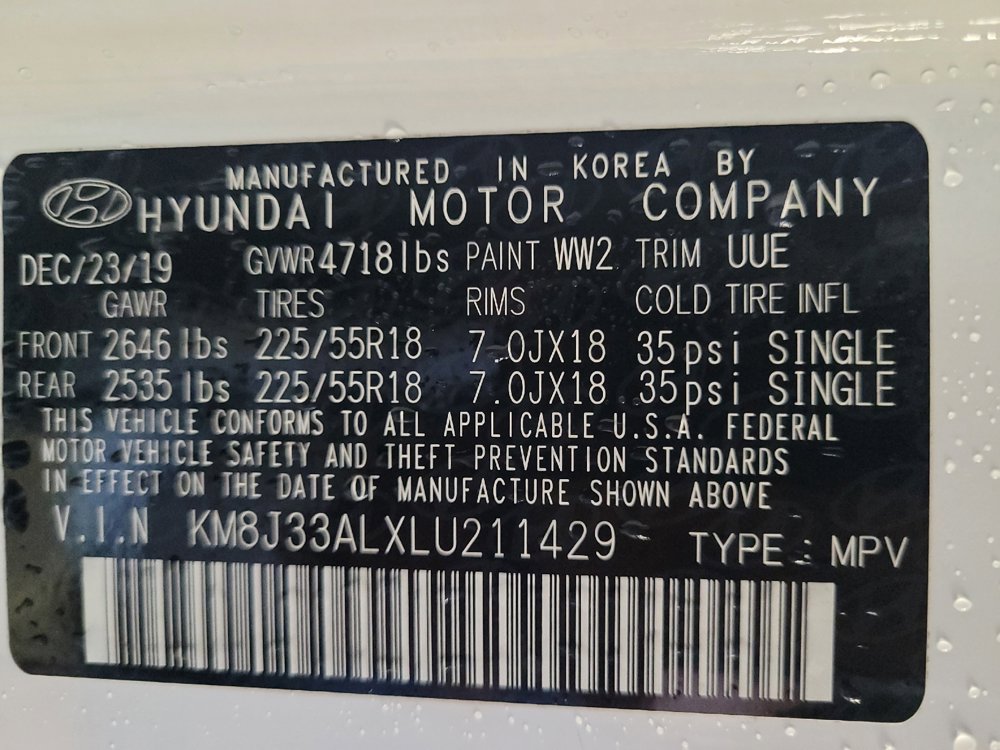 MANUFACTURED IN KOREA BY
HYUNDAI MOTOR COMPANY
DEC/23/19 GVWR 4718lbs PAINT WW2 TRIM UUE
GAWR TIRES RIMS COLD TIRE INFL
FRONT 2646 lbs 225/55R18 7.0JX18 35psi SINGLE
REAR 2535 lbs 225/55R18 7.0JX18 35psi SINGLE
THIS VEHICLE CONFORMS TO ALL APPLICABLE U.S.A. FEDERAL
MOTOR VEHICLE SAFETY AND THEFT PREVENTION STANDARDS
IN EFFECT ON THE DATE OF MANUFACTURE SHOWN ABOVE
V.I.N KM8J33ALXLU211429 TYPE : MPV